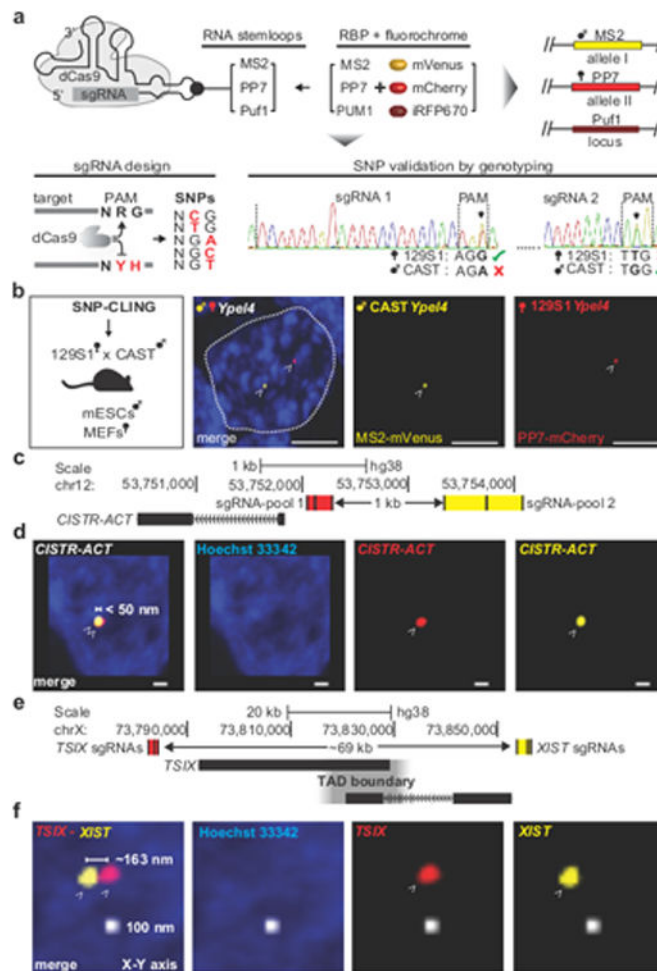 a
RNA stemloops
RBP + fluorochrome
3'
dCas9
5'
sgRNA
MS2
PP7
Puf1
MS2 mVenus
PP7 + mCherry
PUM1 iRFP670
MS2
allele I
PP7
allele II
Puf1
locus
sgRNA design
target PAM SNPs
N R G
dCas9
N Y H
N C G
N T G
N G A
N G C
N G T
SNP validation by genotyping
sgRNA 1 PAM
129S1: AGG
CAST: AGA
sgRNA 2 PAM
129S1: TTG
CAST: TGG
b
SNP-CLING
129S1 x CAST
mESCs
MEFs
Ypel4
merge
CAST Ypel4
MS2-mVenus
129S1 Ypel4
PP7-mCherry
c
Scale 1 kb hg38
chr12: 53,751,000 53,752,000 53,753,000 53,754,000
sgRNA-pool 1 1 kb sgRNA-pool 2
CISTR-ACT
d
CISTR-ACT
< 50 nm
merge
Hoechst 33342
CISTR-ACT
CISTR-ACT
e
Scale 20 kb hg38
chrX: 73,790,000 73,810,000 73,830,000 73,850,000
TSIX sgRNAs ~69 kb XIST sgRNAs
TSIX
TAD boundary
f
TSIX - XIST
~163 nm
100 nm
merge X-Y axis
Hoechst 33342
TSIX
XIST